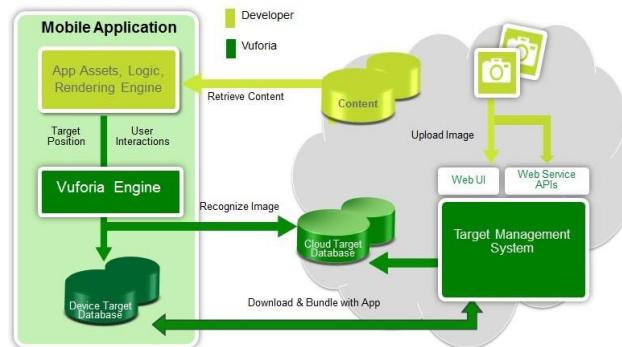 Mobile Application
Developer
Vuforia
App Assets, Logic,
Rendering Engine
Retrieve Content
Content
Target
Position
User
Interactions
Upload Image
Web UI
Web Service
APIs
Vuforia Engine
Recognize Image
Cloud Target
Database
Target Management
System
Device Target
Database
Download & Bundle with App